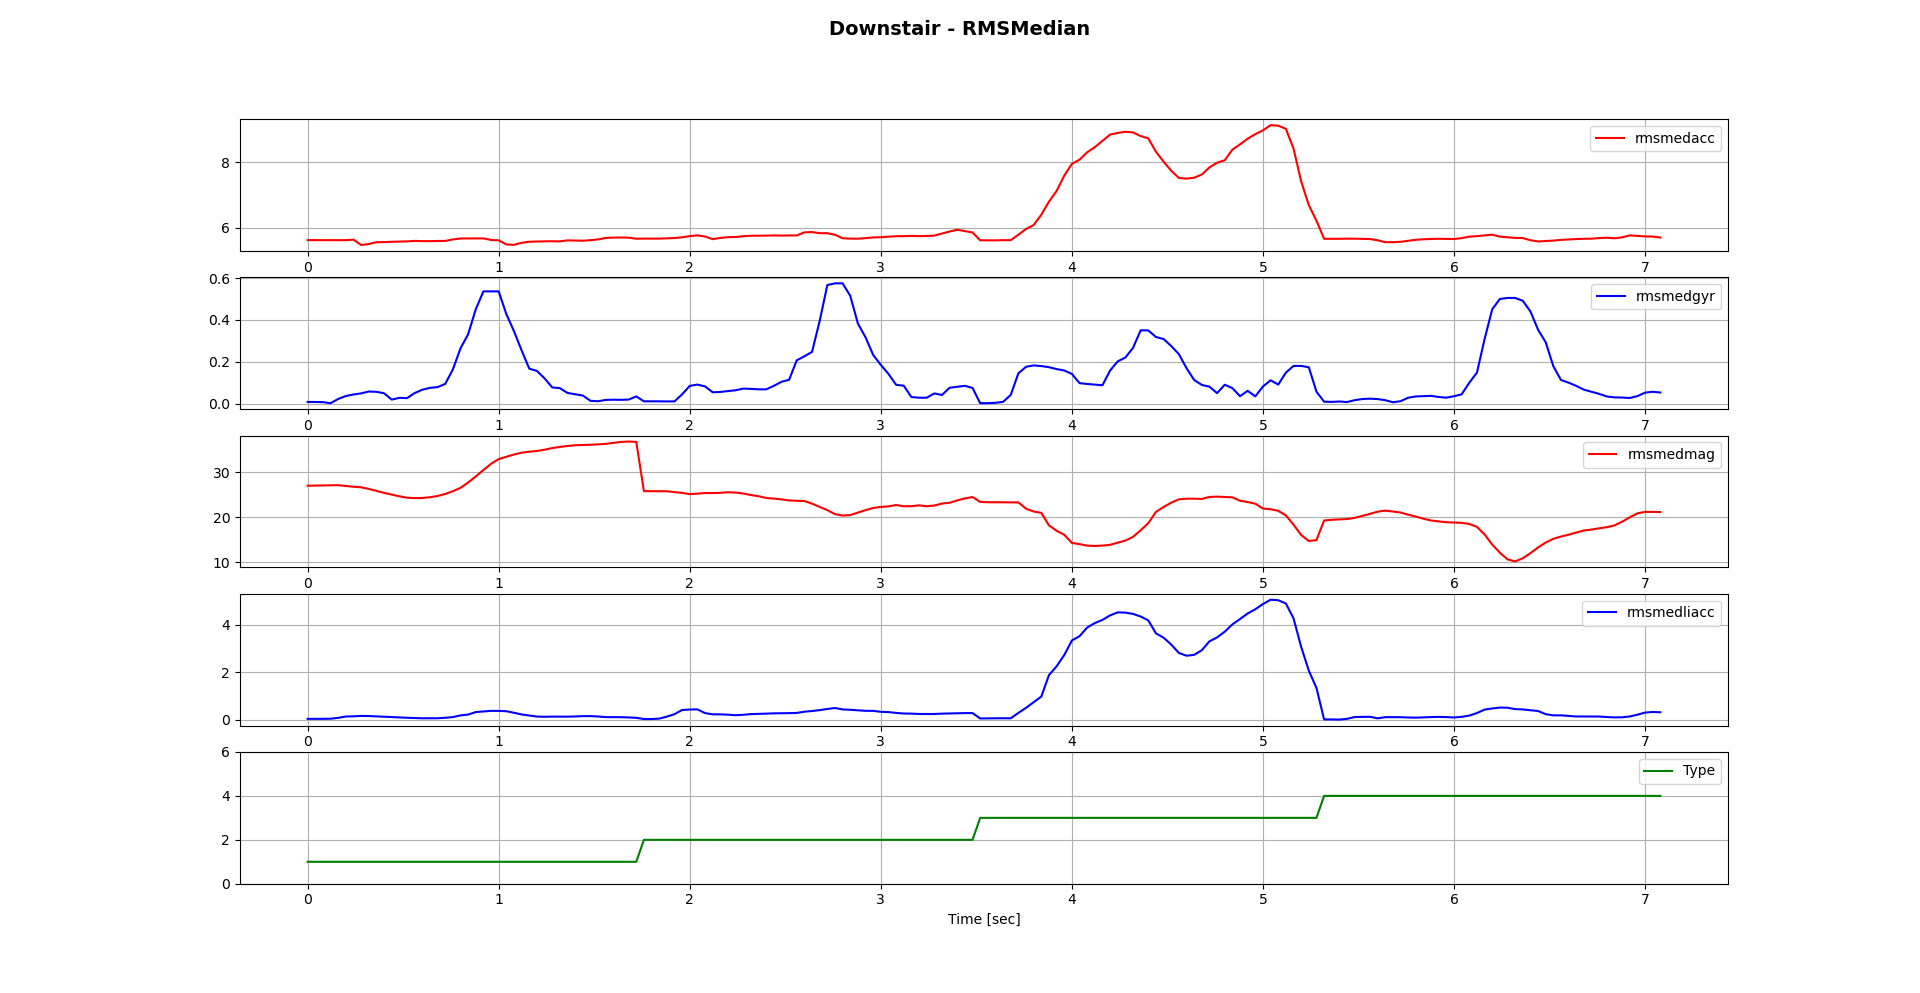 Downstair - RMSMedian
rmsmedacc
8
6
0 1 2 3 4 5 6 7
rmsmedgyr
0.6
0.4
0.2
0.0
0 1 2 3 4 5 6 7
rmsmedmag
30
20
10
0 1 2 3 4 5 6 7
rmsmedliacc
4
2
0
0 1 2 3 4 5 6 7
Type
6
4
2
0
0 1 2 3 4 5 6 7
Time [sec]